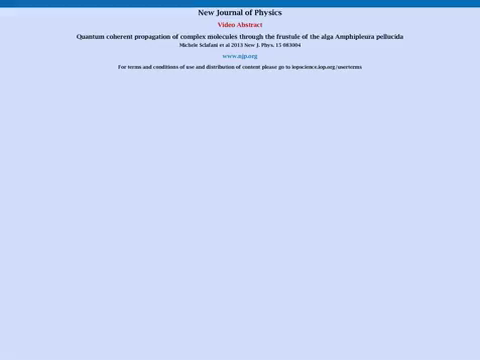 New Journal of Physics
Video Abstract
Quantum coherent propagation of complex molecules through the frustule of the alga Amphipleura pellucida
Michele Sclafani et al 2013 New J. Phys. 15 083004
www.njp.org
For terms and conditions of use and distribution of content please go to iopscience.iop.org/userterms